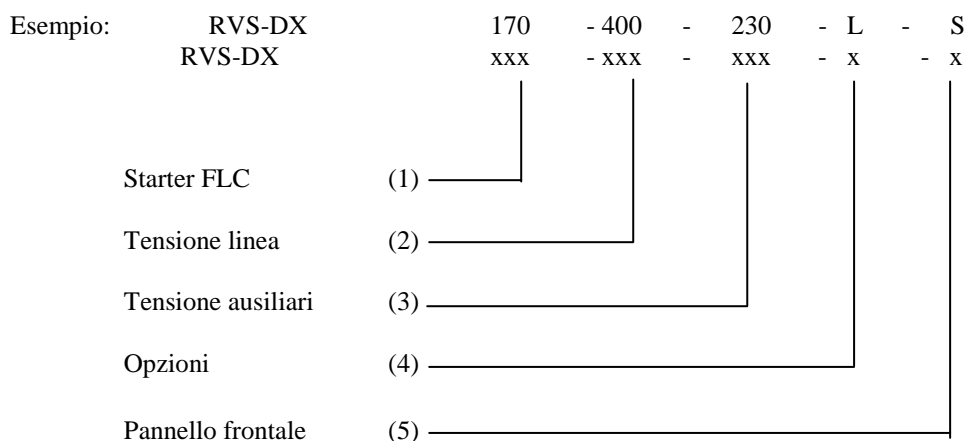 Esempio: RVS-DX 170 - 400 - 230 - L - S
RVS-DX xxx - xxx - xxx - x - x
Starter FLC (1)
Tensione linea (2)
Tensione ausiliari (3)
Opzioni (4)
Pannello frontale (5)